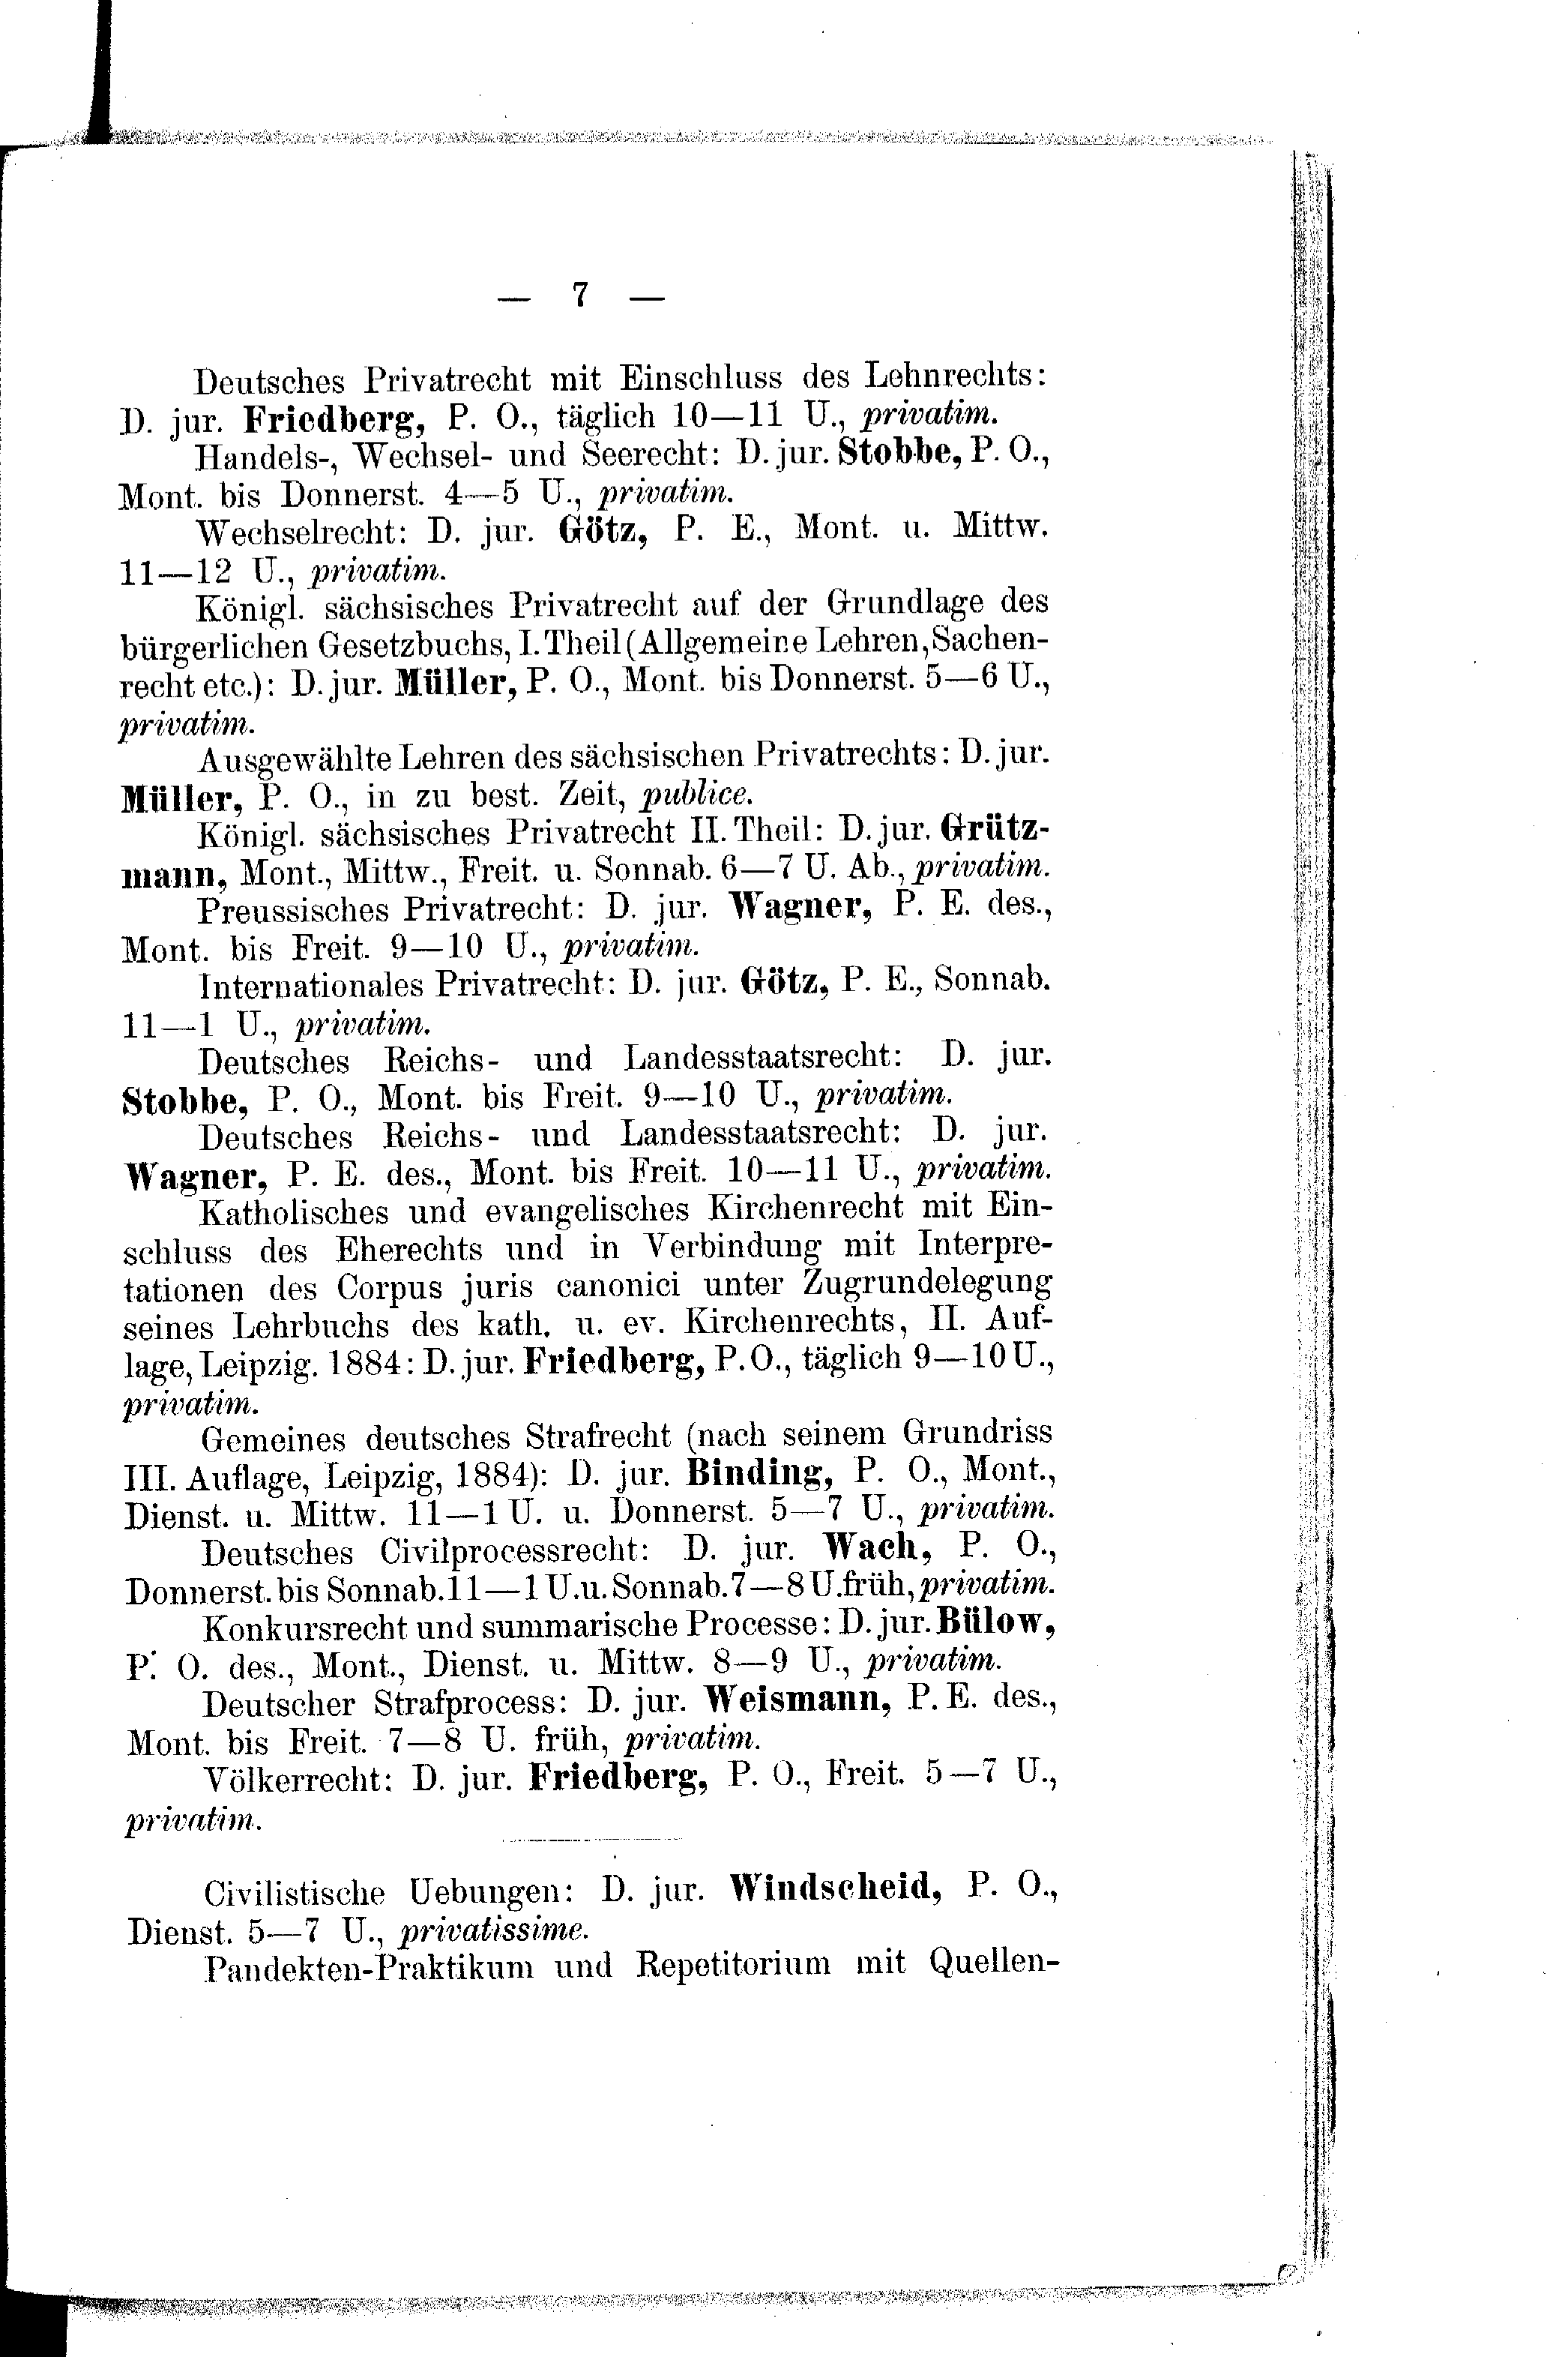 — 7 —
Deutsches Privatrecht mit Einschluss des Lehnrechts:
D. jur. Friedberg, P. O., täglich 10—11 U., privatim.
Handels-, Wechsel- und Seerecht: D. jur. Stobbe, P. O.,
Mont. bis Donnerst. 4—5 U., privatim.
Wechselrecht: D. jur. Götz, P. E., Mont. u. Mittw.
11—12 U., privatim.
Königl. sächsisches Privatrecht auf der Grundlage des
bürgerlichen Gesetzbuchs, I. Theil (Allgemeine Lehren, Sachen-
recht etc.): D. jur. Müller, P. O., Mont. bis Donnerst. 5—6 U.,
privatim.
Ausgewählte Lehren des sächsischen Privatrechts: D. jur.
Müller, P. O., in zu best. Zeit, publice.
Königl. sächsisches Privatrecht II. Theil: D. jur. Grütz-
mann, Mont., Mittw., Freit. u. Sonnab. 6—7 U. Ab., privatim.
Preussisches Privatrecht: D. jur. Wagner, P. E. des.,
Mont. bis Freit. 9—10 U., privatim.
Internationales Privatrecht: D. jur. Götz, P. E., Sonnab.
11—1 U., privatim.
Deutsches Reichs- und Landesstaatsrecht: D. jur.
Stobbe, P. O., Mont. bis Freit. 9—10 U., privatim.
Deutsches Reichs- und Landesstaatsrecht: D. jur.
Wagner, P. E. des., Mont. bis Freit. 10—11 U., privatim.
Katholisches und evangelisches Kirchenrecht mit Ein-
schluss des Eherechts und in Verbindung mit Interpre-
tationen des Corpus juris canonici unter Zugrundelegung
seines Lehrbuchs des kath. u. ev. Kirchenrechts, II. Auf-
lage, Leipzig. 1884: D. jur. Friedberg, P. O., täglich 9—10 U.,
privatim.
Gemeines deutsches Strafrecht (nach seinem Grundriss
III. Auflage, Leipzig, 1884): D. jur. Binding, P. O., Mont.,
Dienst. u. Mittw. 11—1 U. u. Donnerst. 5—7 U., privatim.
Deutsches Civilprocessrecht: D. jur. Wach, P. O.,
Donnerst. bis Sonnab. 11—1 U. u. Sonnab. 7—8 U. früh, privatim.
Konkursrecht und summarische Processe: D. jur. Bülow,
P. O. des., Mont., Dienst. u. Mittw. 8—9 U., privatim.
Deutscher Strafprocess: D. jur. Weismann, P. E. des.,
Mont. bis Freit. 7—8 U. früh, privatim.
Völkerrecht: D. jur. Friedberg, P. O., Freit. 5—7 U.,
privatim.
Civilistische Uebungen: D. jur. Windscheid, P. O.,
Dienst. 5—7 U., privatissime.
Pandekten-Praktikum und Repetitorium mit Quellen-